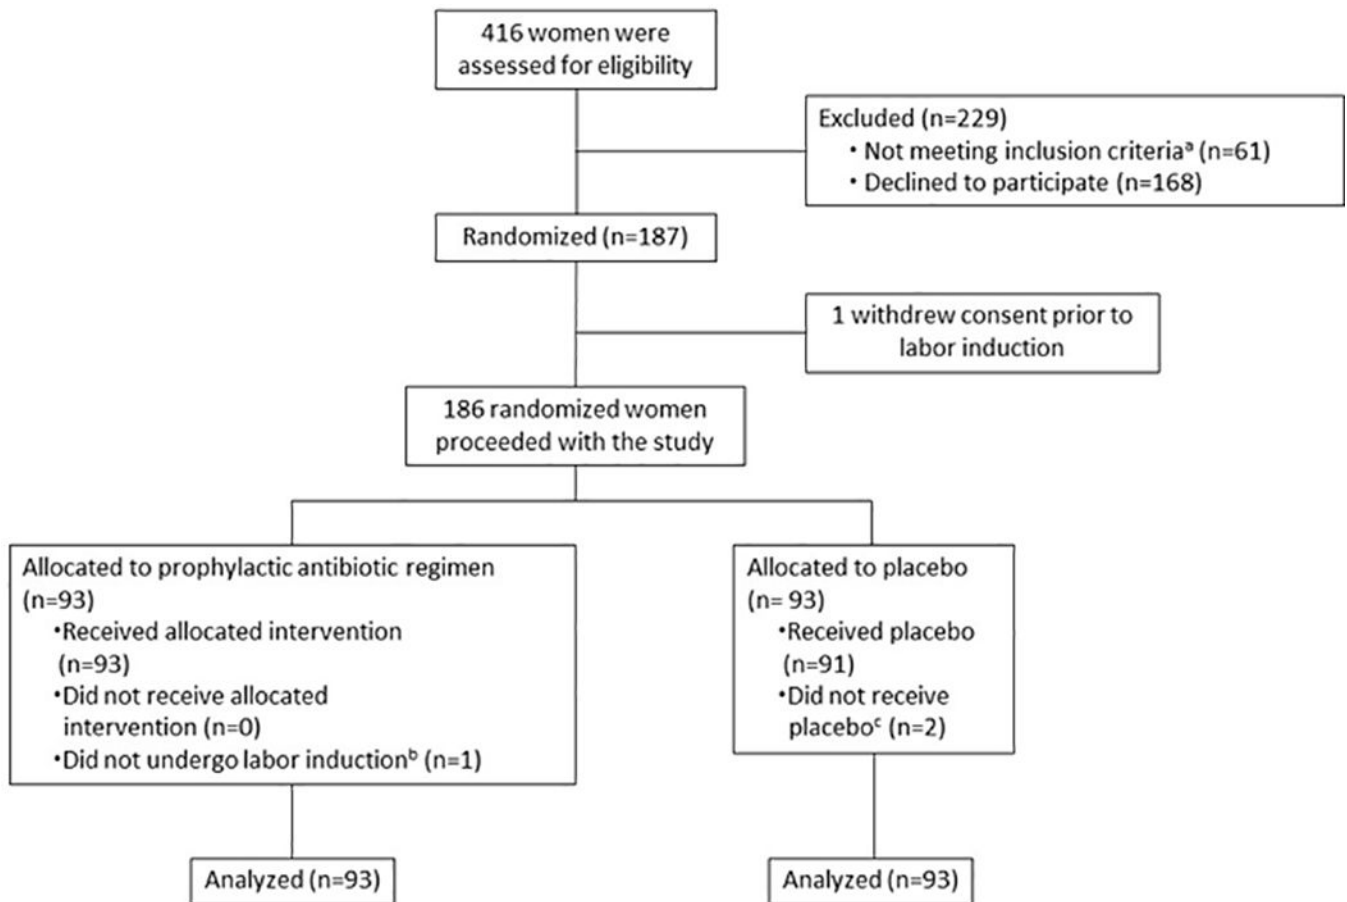 416 women were
assessed for eligibility
Excluded (n=229)
• Not meeting inclusion criteriaᵃ (n=61)
• Declined to participate (n=168)
Randomized (n=187)
1 withdrew consent prior to
labor induction
186 randomized women
proceeded with the study
Allocated to prophylactic antibiotic regimen
(n=93)
•Received allocated intervention
(n=93)
•Did not receive allocated
intervention (n=0)
•Did not undergo labor inductionᵇ (n=1)
Allocated to placebo
(n= 93)
•Received placebo
(n=91)
•Did not receive
placeboᶜ (n=2)
Analyzed (n=93)
Analyzed (n=93)